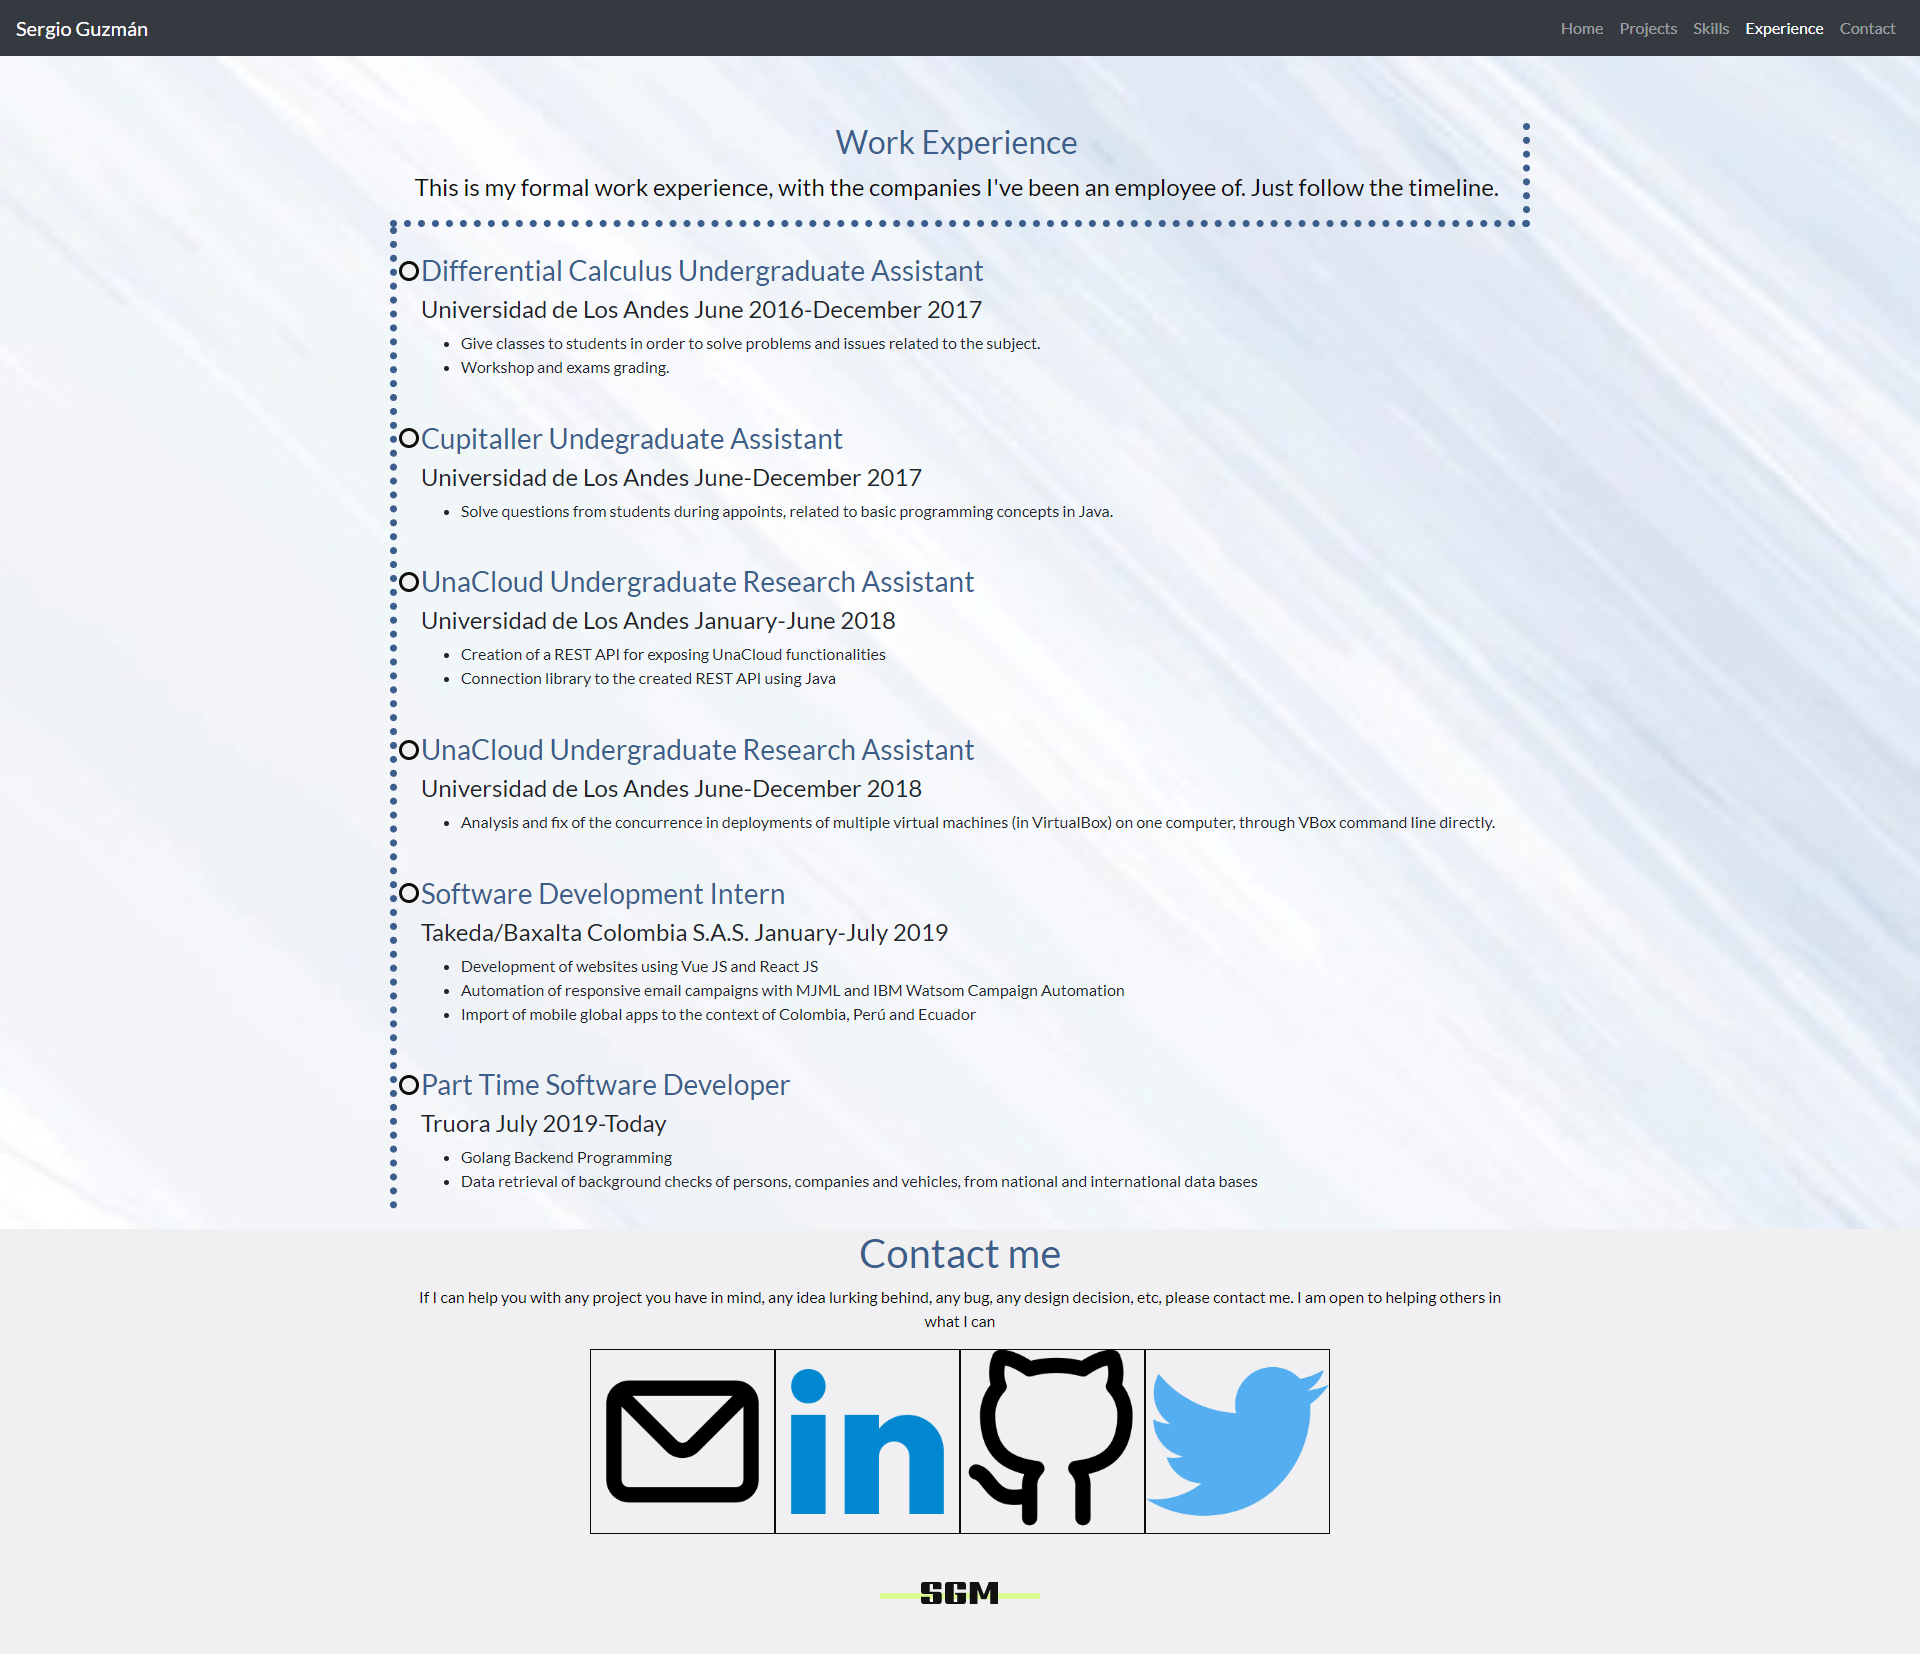 Sergio Guzmán
Home Projects Skills Experience Contact
Work Experience
This is my formal work experience, with the companies I've been an employee of. Just follow the timeline.
Differential Calculus Undergraduate Assistant
Universidad de Los Andes June 2016-December 2017
• Give classes to students in order to solve problems and issues related to the subject.
• Workshop and exams grading.
Cupitaller Undegraduate Assistant
Universidad de Los Andes June-December 2017
• Solve questions from students during appoints, related to basic programming concepts in Java.
UnaCloud Undergraduate Research Assistant
Universidad de Los Andes January-June 2018
• Creation of a REST API for exposing UnaCloud functionalities
• Connection library to the created REST API using Java
UnaCloud Undergraduate Research Assistant
Universidad de Los Andes June-December 2018
• Analysis and fix of the concurrence in deployments of multiple virtual machines (in VirtualBox) on one computer, through VBox command line directly.
Software Development Intern
Takeda/Baxalta Colombia S.A.S. January-July 2019
• Development of websites using Vue JS and React JS
• Automation of responsive email campaigns with MJML and IBM Watsom Campaign Automation
• Import of mobile global apps to the context of Colombia, Perú and Ecuador
Part Time Software Developer
Truora July 2019-Today
• Golang Backend Programming
• Data retrieval of background checks of persons, companies and vehicles, from national and international data bases
Contact me
If I can help you with any project you have in mind, any idea lurking behind, any bug, any design decision, etc, please contact me. I am open to helping others in
what I can
in
SGM